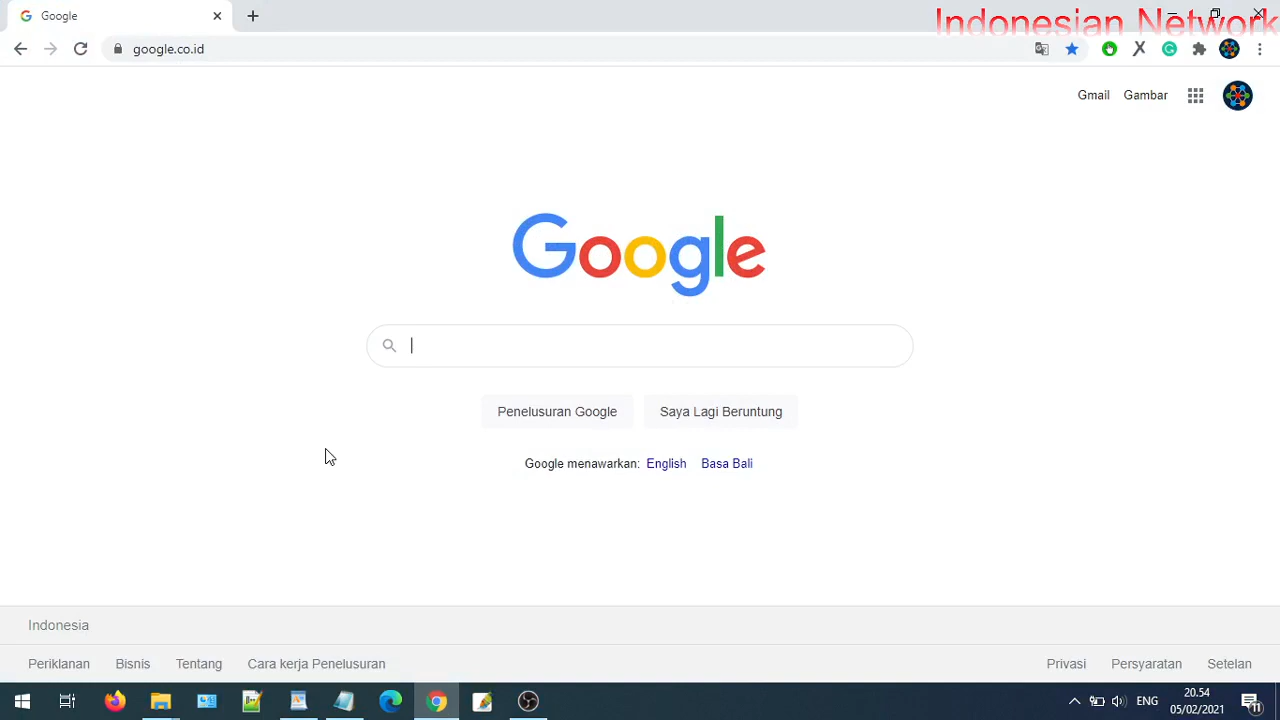 Google
Indonesian Network
google.co.id
Gmail Gambar
Google
Penelusuran Google Saya Lagi Beruntung
Google menawarkan: English Basa Bali
Indonesia
Periklanan Bisnis Tentang Cara kerja Penelusuran Privasi Persyaratan Setelan
ENG
20.54
05/02/2021
11